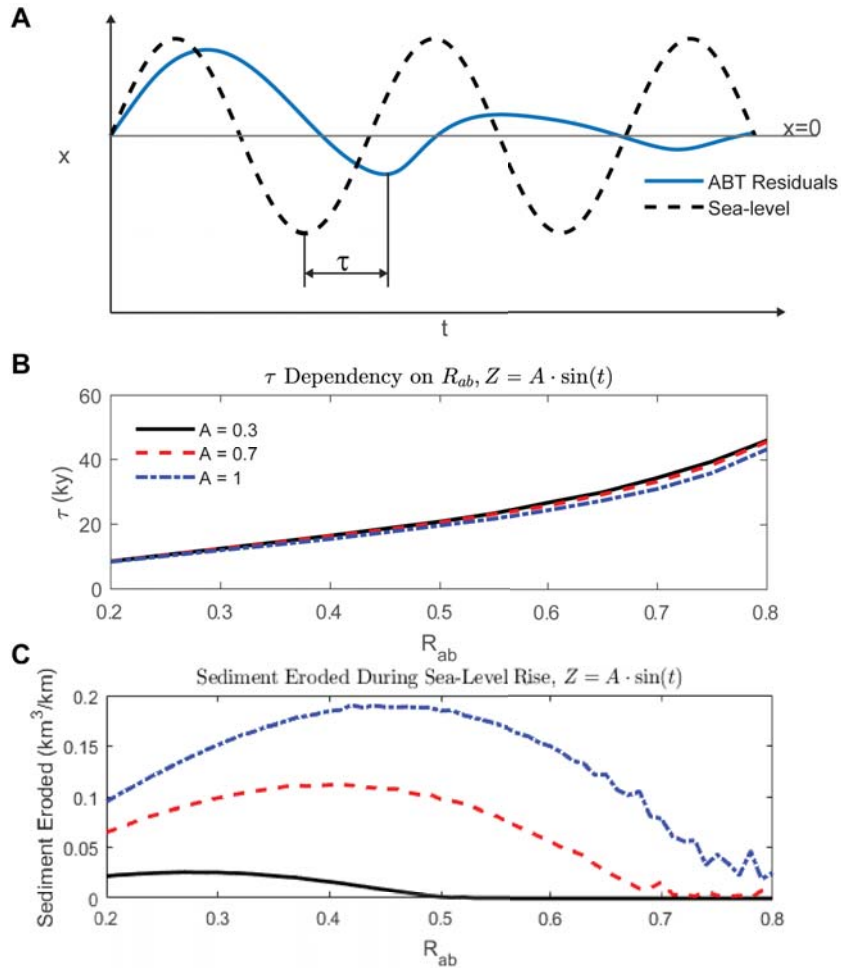 A
x
x=0
ABT Residuals
Sea-level
τ
t
B
τ Dependency on R_ab, Z = A · sin(t)
60
40
20
0
τ (ky)
A = 0.3
A = 0.7
A = 1
0.2 0.3 0.4 0.5 0.6 0.7 0.8
R_ab
C
Sediment Eroded During Sea-Level Rise, Z = A · sin(t)
0.2
0.15
0.1
0.05
0
Sediment Eroded (km³/km)
0.2 0.3 0.4 0.5 0.6 0.7 0.8
R_ab